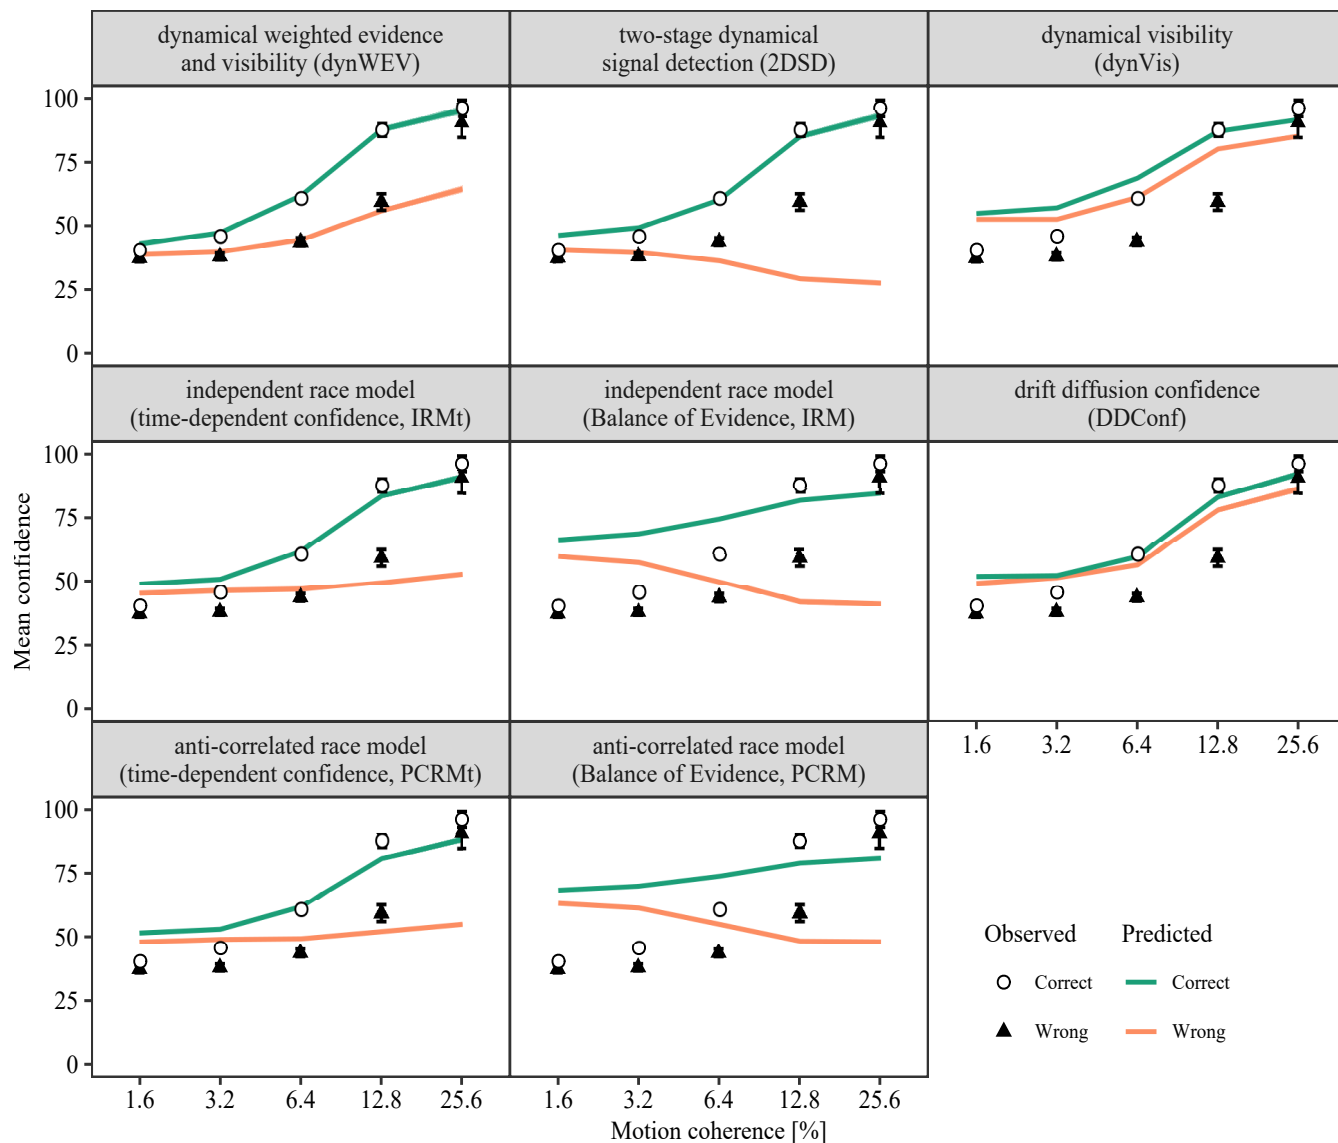 dynamical weighted evidence
and visibility (dynWEV)
two-stage dynamical
signal detection (2DSD)
dynamical visibility
(dynVis)
100
75
50
25
0
independent race model
(time-dependent confidence, IRMt)
independent race model
(Balance of Evidence, IRM)
drift diffusion confidence
(DDConf)
100
75
50
25
0
Mean confidence
1.6 3.2 6.4 12.8 25.6
anti-correlated race model
(time-dependent confidence, PCRMt)
anti-correlated race model
(Balance of Evidence, PCRM)
100
75
50
25
0
Observed Predicted
Correct Correct
Wrong Wrong
1.6 3.2 6.4 12.8 25.6
1.6 3.2 6.4 12.8 25.6
Motion coherence [%]